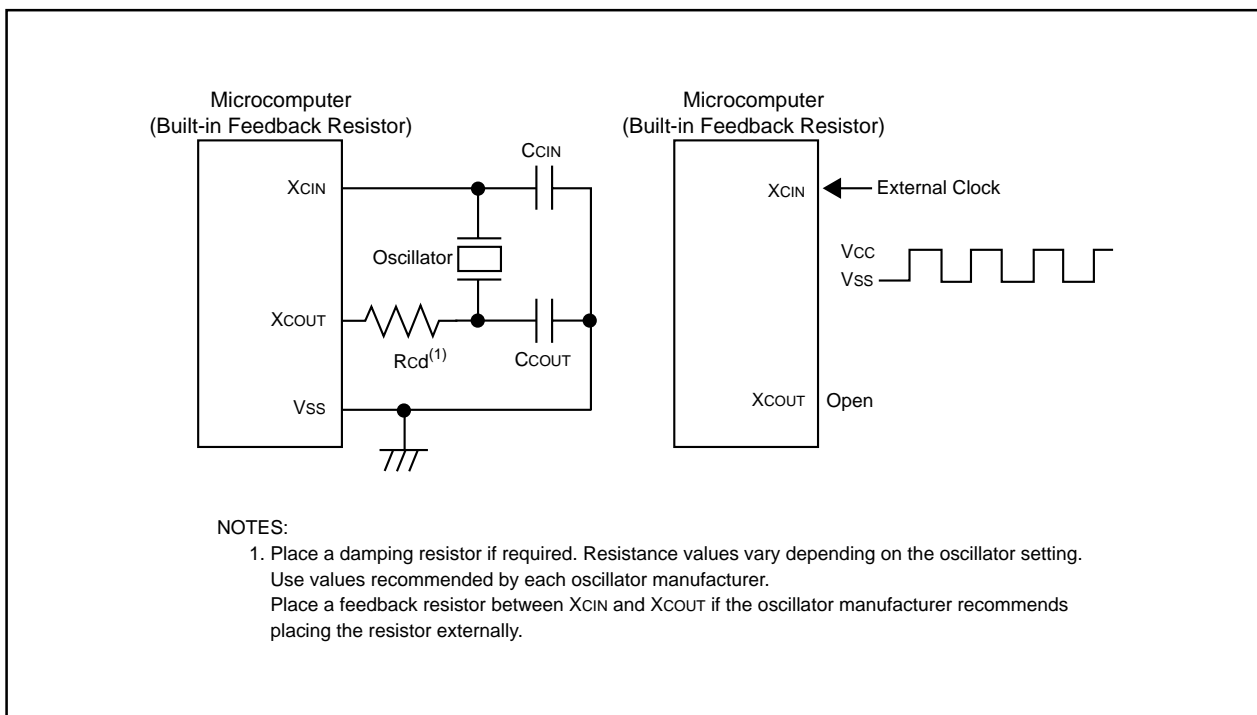 Microcomputer
(Built-in Feedback Resistor)
XCIN
CCIN
Oscillator
XCOUT
RCd(1)
CCOUT
VSS
Microcomputer
(Built-in Feedback Resistor)
XCIN
External Clock
VCC
VSS
XCOUT
Open
NOTES:
1. Place a damping resistor if required. Resistance values vary depending on the oscillator setting.
Use values recommended by each oscillator manufacturer.
Place a feedback resistor between XCIN and XCOUT if the oscillator manufacturer recommends
placing the resistor externally.